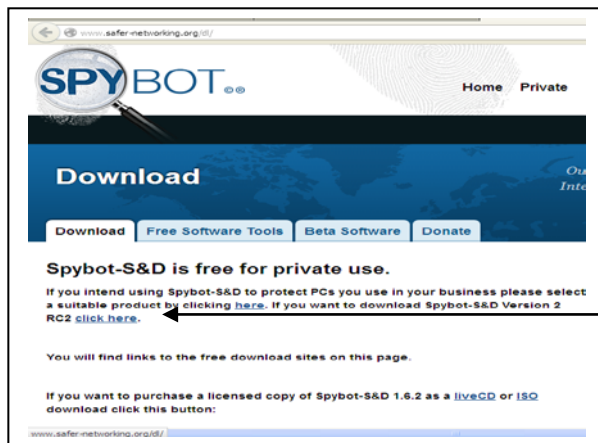 www.safer-networking.org/dl/
SPYBOT
Home Private
Download
Ou
Inte
Download Free Software Tools Beta Software Donate
Spybot-S&D is free for private use.
If you intend using Spybot-S&D to protect PCs you use in your business please select
a suitable product by clicking here. If you want to download Spybot-S&D Version 2
RC2 click here.
You will find links to the free download sites on this page.
If you want to purchase a licensed copy of Spybot-S&D 1.6.2 as a liveCD or ISO
download click this button:
www.safer-networking.org/dl/